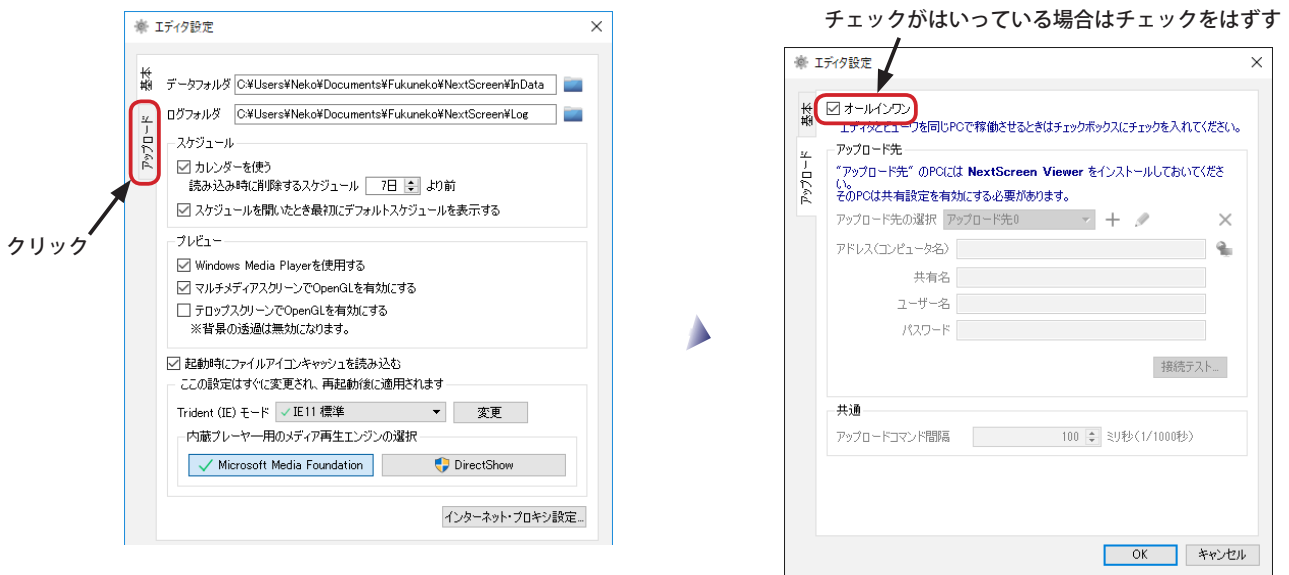 チェックがはいっている場合はチェックをはずす
クリック
エディタ設定
基本
アップロード
データフォルダ C:¥Users¥Neko¥Documents¥Fukuneko¥NextScreen¥InData
ログフォルダ C:¥Users¥Neko¥Documents¥Fukuneko¥NextScreen¥Log
スケジュール
カレンダーを使う
読み込み時に削除するスケジュール 7日 より前
スケジュールを開いたとき最初にデフォルトスケジュールを表示する
プレビュー
Windows Media Playerを使用する
マルチメディアスクリーンでOpenGLを有効にする
テロップスクリーンでOpenGLを有効にする
※背景の透過は無効になります。
起動時にファイルアイコンキャッシュを読み込む
ここの設定はすぐに変更され、再起動後に適用されます
Trident (IE) モード IE11 標準 変更
内蔵プレーヤー用のメディア再生エンジンの選択
Microsoft Media Foundation DirectShow
インターネット・プロキシ設定...
エディタ設定
基本
アップロード
オールインワン
エディタとビューワを同じPCで稼働させるときはチェックボックスにチェックを入れてください。
アップロード先
“アップロード先” のPCには NextScreen Viewer をインストールしておいてくださ
い。
そのPCは共有設定を有効にする必要があります。
アップロード先の選択 アップロード先0
アドレス(コンピュータ名)
共有名
ユーザー名
パスワード
接続テスト...
共通
アップロードコマンド間隔 100 ミリ秒(1/1000秒)
OK キャンセル